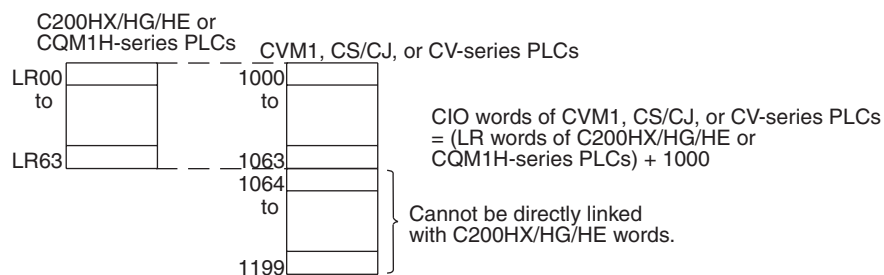 C200HX/HG/HE or
CQM1H-series PLCs
CVM1, CS/CJ, or CV-series PLCs
LR00
to
LR63
1000
to
1063
1064
to
1199
CIO words of CVM1, CS/CJ, or CV-series PLCs
= (LR words of C200HX/HG/HE or
CQM1H-series PLCs) + 1000
Cannot be directly linked
with C200HX/HG/HE words.